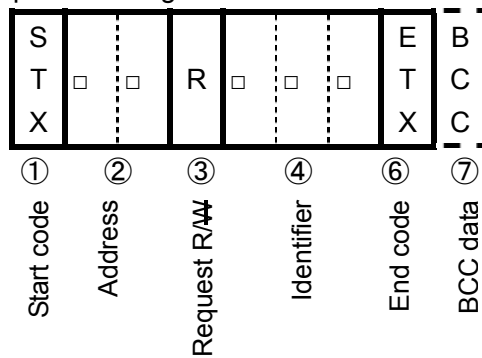 S E B
T □ □ R □ □ □ T C
X X C
① ② ③ ④ ⑥ ⑦
Start code
Address
Request R/W
Identifier
End code
BCC data